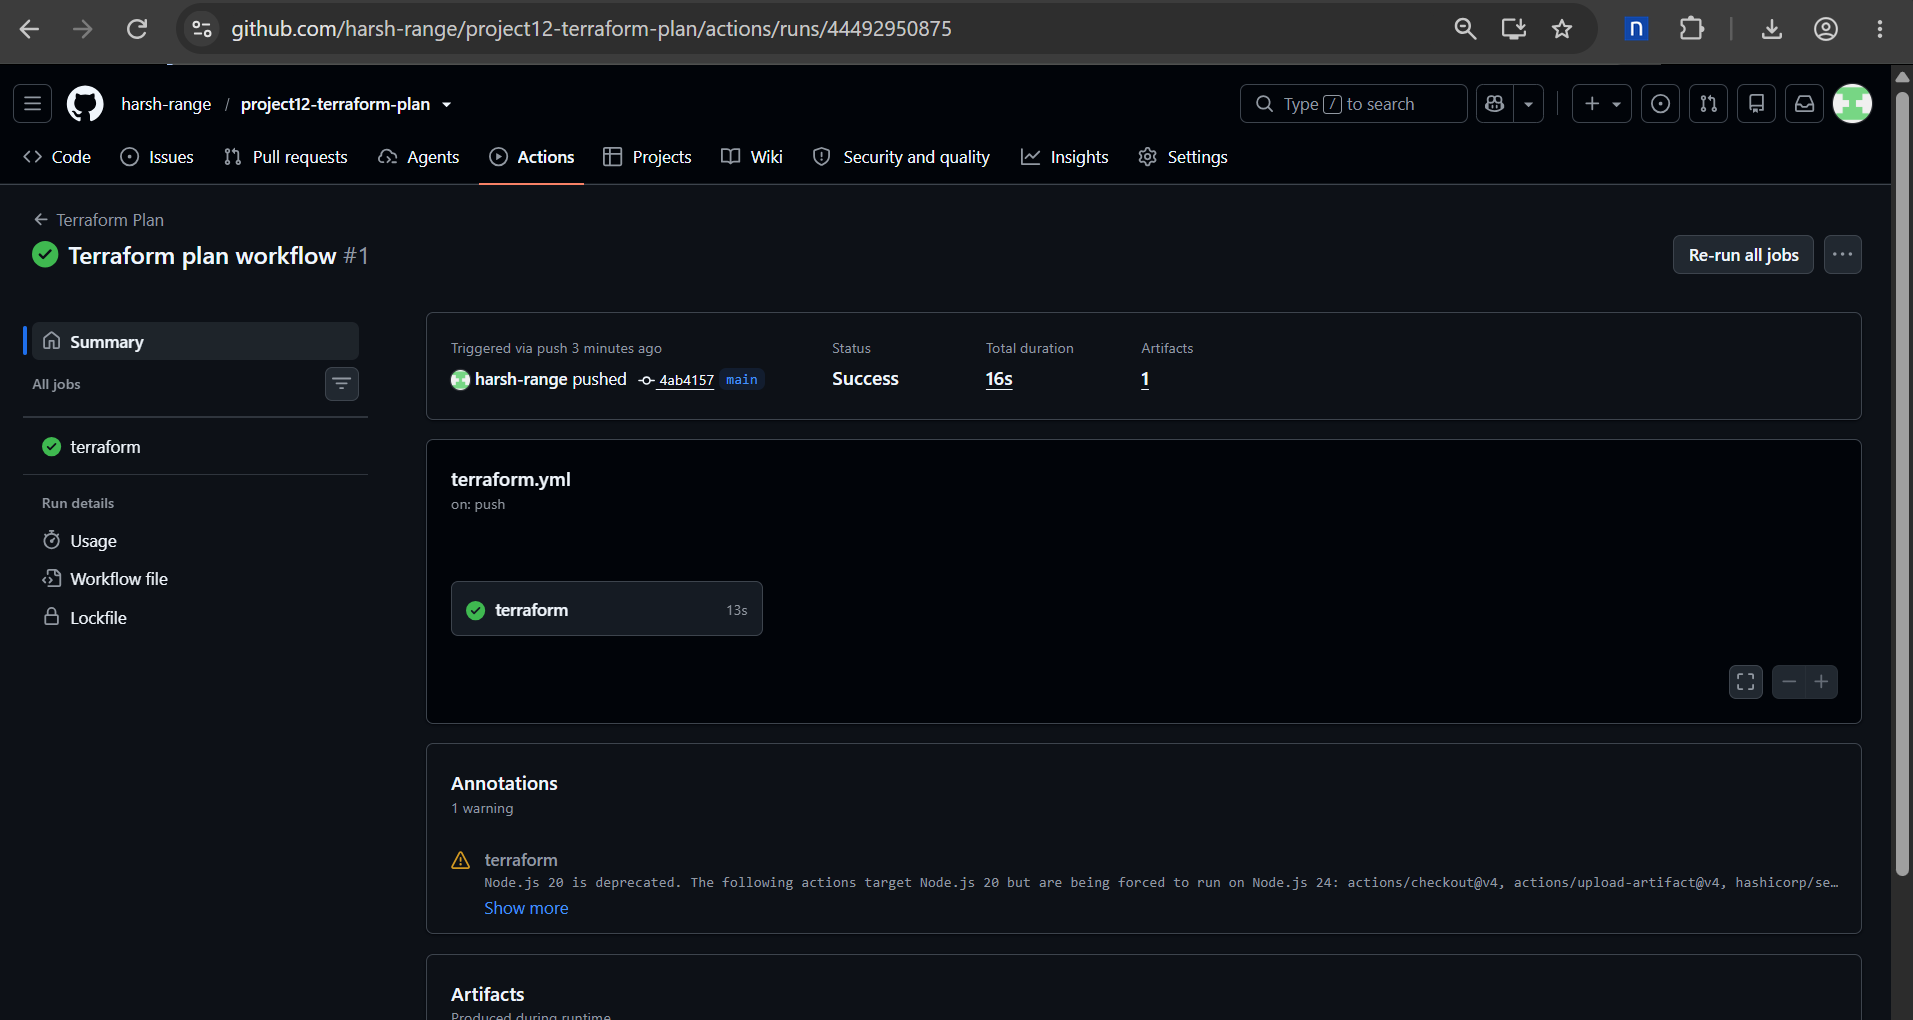 github.com/harsh-range/project12-terraform-plan/actions/runs/44492950875
n
harsh-range / project12-terraform-plan
Type / to search
Code Issues Pull requests Agents Actions Projects Wiki Security and quality Insights Settings
Terraform Plan
Terraform plan workflow #1
Re-run all jobs
Summary
All jobs
terraform
Run details
Usage
Workflow file
Lockfile
Triggered via push 3 minutes ago
harsh-range pushed 4ab4157 main
Status
Success
Total duration
16s
Artifacts
1
terraform.yml
on: push
terraform 13s
Annotations
1 warning
terraform
Node.js 20 is deprecated. The following actions target Node.js 20 but are being forced to run on Node.js 24: actions/checkout@v4, actions/upload-artifact@v4, hashicorp/se…
Show more
Artifacts
Produced during runtime